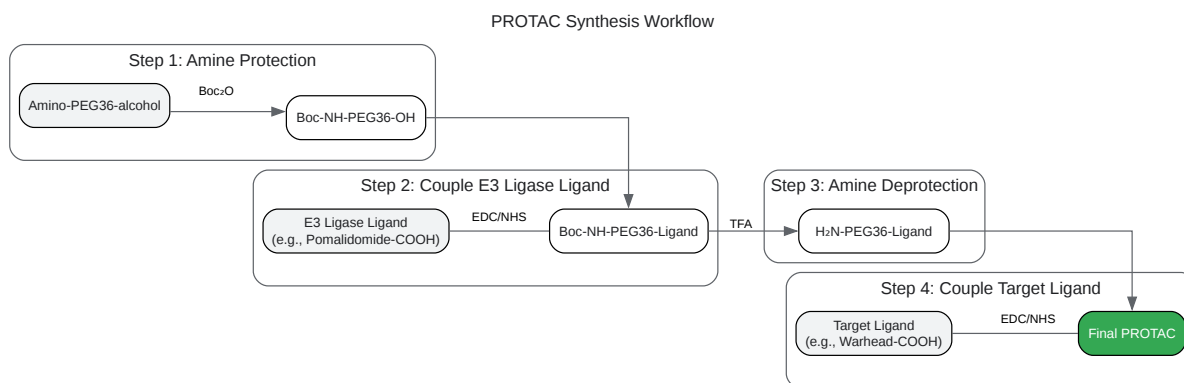 PROTAC Synthesis Workflow
Step 1: Amine Protection
Amino-PEG36-alcohol
Boc₂O
Boc-NH-PEG36-OH
Step 2: Couple E3 Ligase Ligand
E3 Ligase Ligand
(e.g., Pomalidomide-COOH)
EDC/NHS
Boc-NH-PEG36-Ligand
TFA
Step 3: Amine Deprotection
H₂N-PEG36-Ligand
Step 4: Couple Target Ligand
Target Ligand
(e.g., Warhead-COOH)
EDC/NHS
Final PROTAC